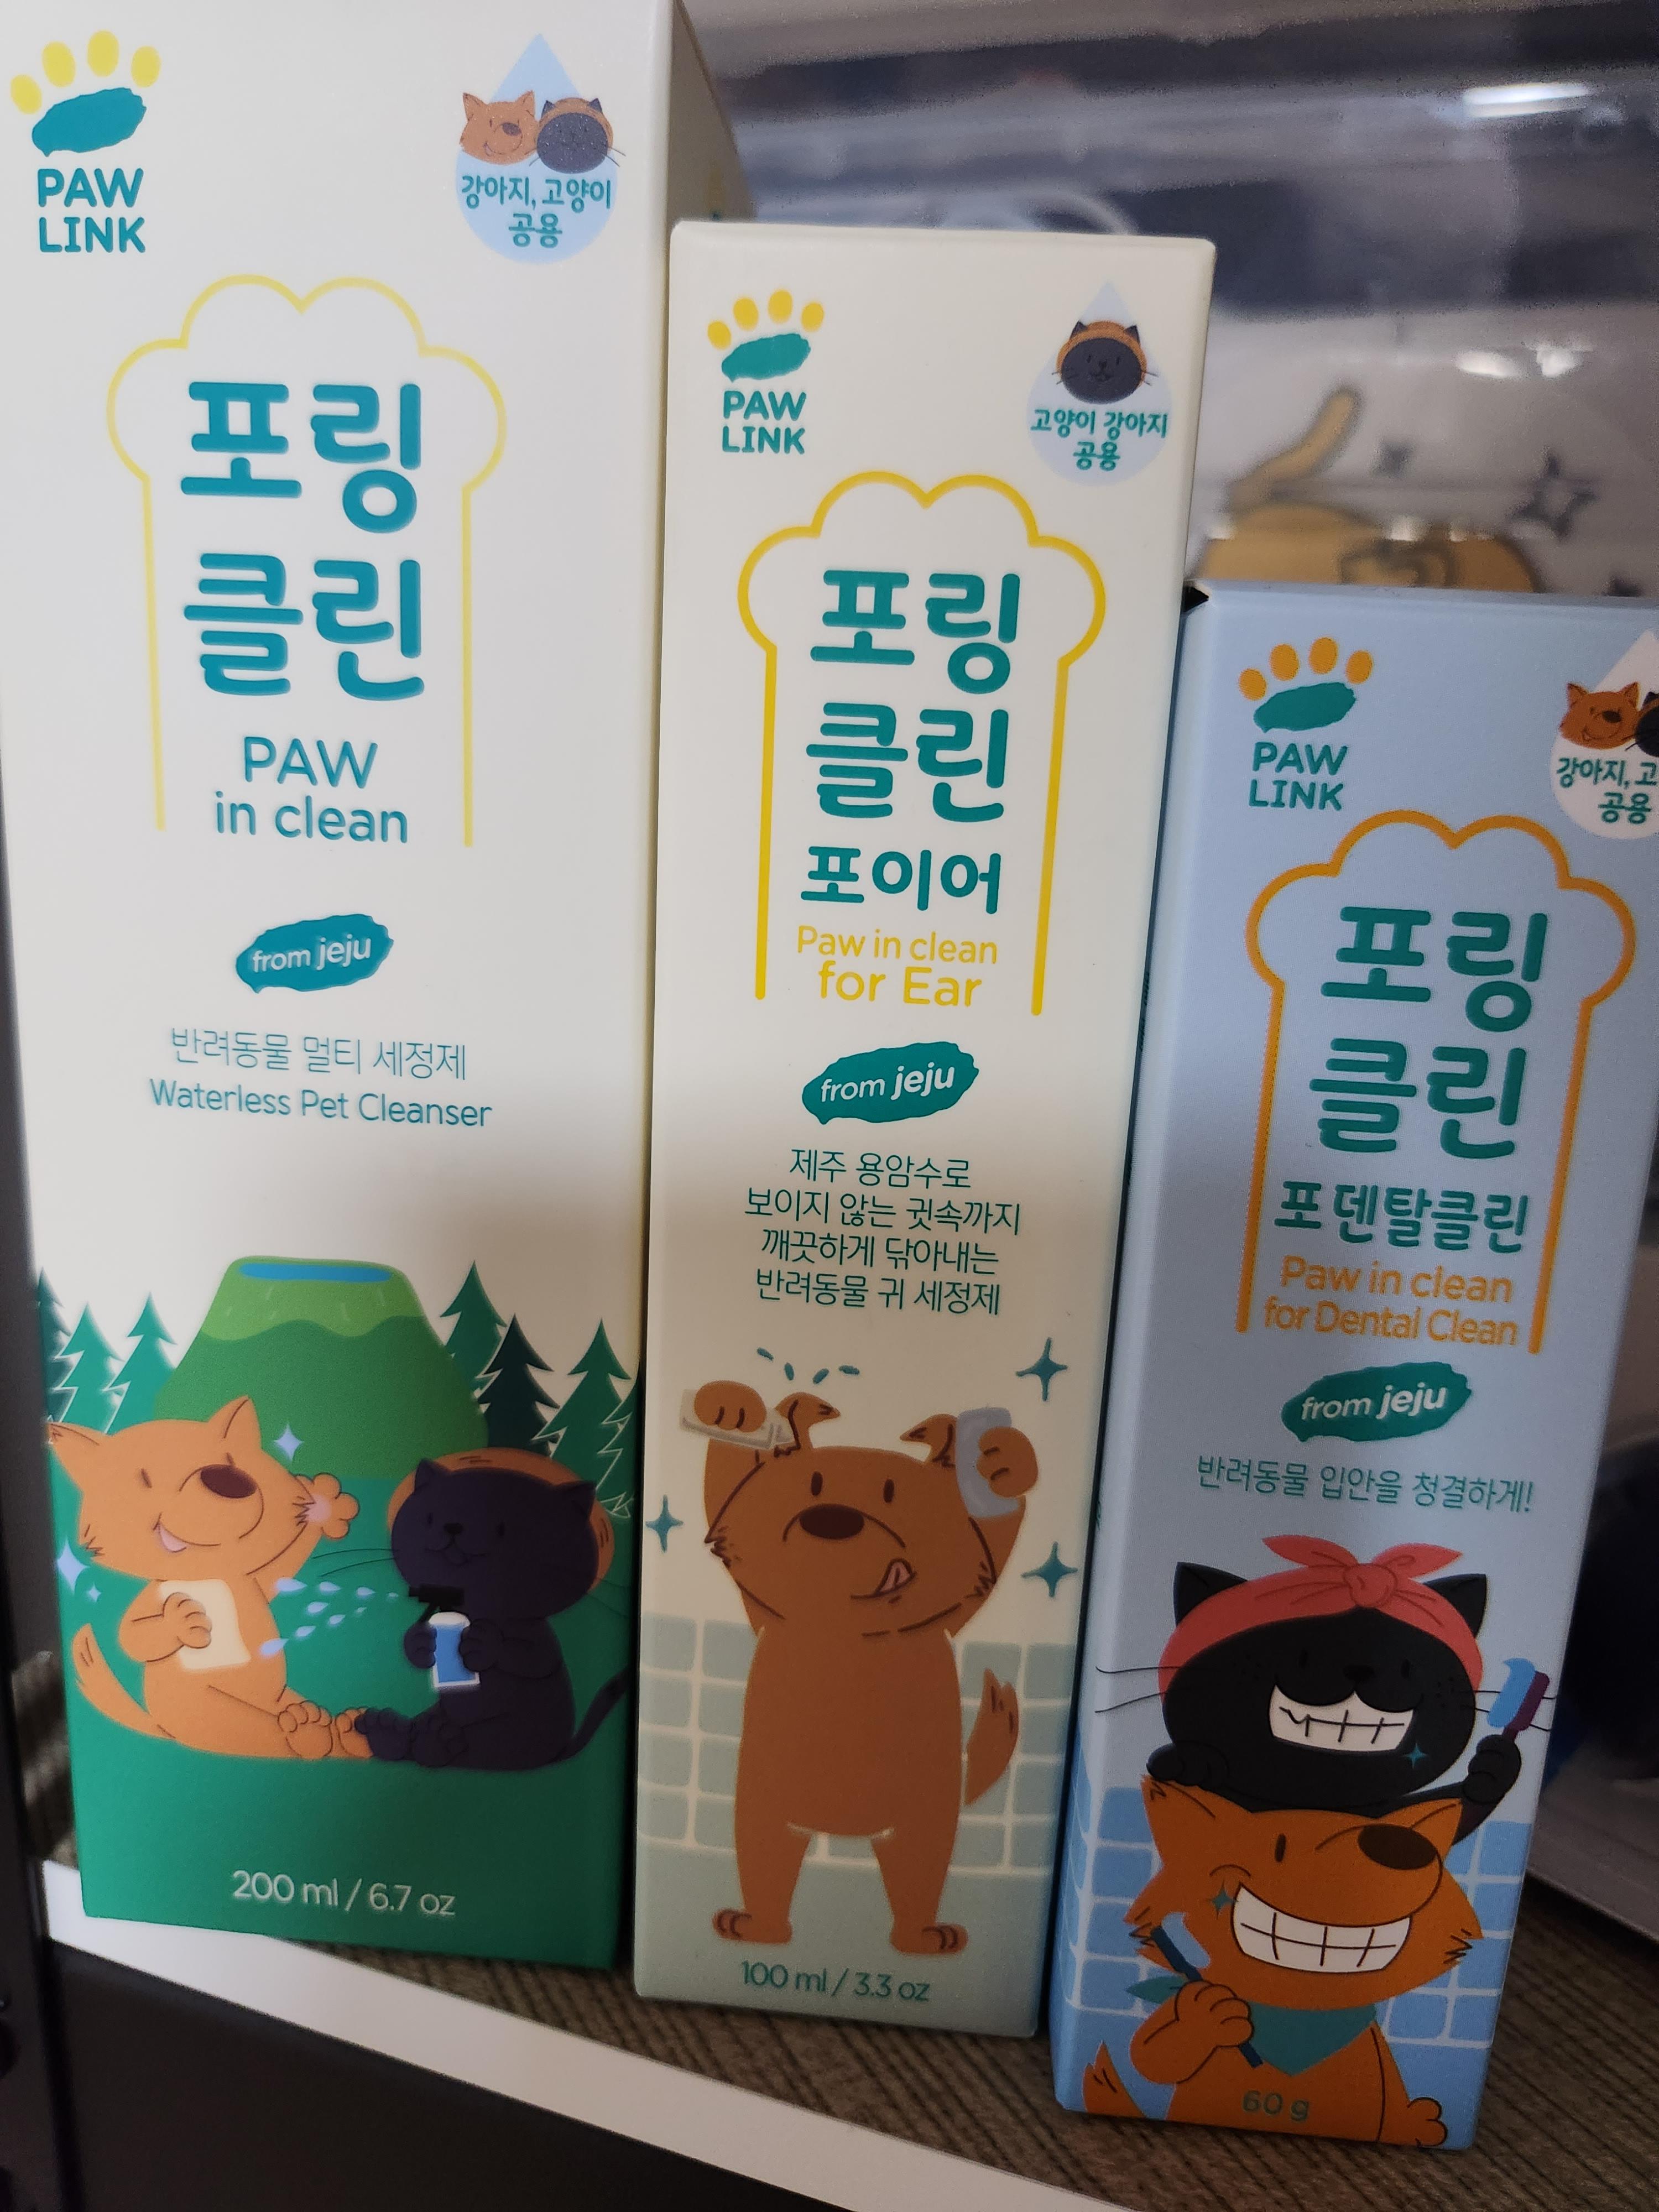 PAW
LINK
강아지, 고양이
공용
포링
클린
PAW
in clean
from jeju
반려동물 멀티 세정제
Waterless Pet Cleanser
200 ml / 6.7 oz
PAW
LINK
고양이 강아지
공용
포링
클린
포이어
Paw in clean
for Ear
from jeju
제주 용암수로
보이지 않는 귓속까지
깨끗하게 닦아내는
반려동물 귀 세정제
100 ml / 3.3 oz
PAW
LINK
강아지, 고
공용
포링
클린
포덴탈클린
Paw in clean
for Dental Clean
from jeju
반려동물 입안을 청결하게!
60 g